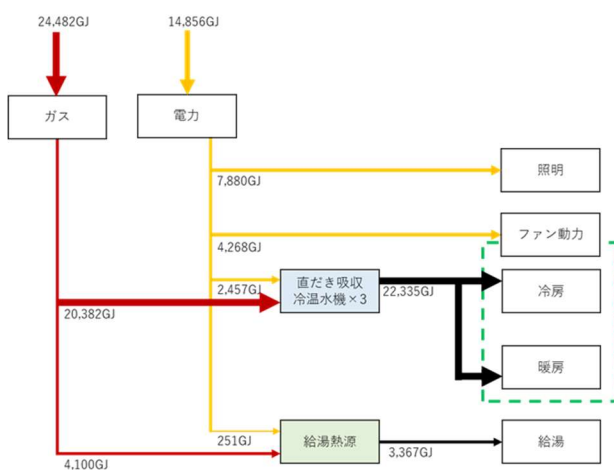 24,482GJ
14,856GJ
ガス
電力
7,880GJ
照明
4,268GJ
ファン動力
2,457GJ
直だき吸収
冷温水機×3
22,335GJ
冷房
20,382GJ
暖房
251GJ
給湯熱源
3,367GJ
給湯
4,100GJ